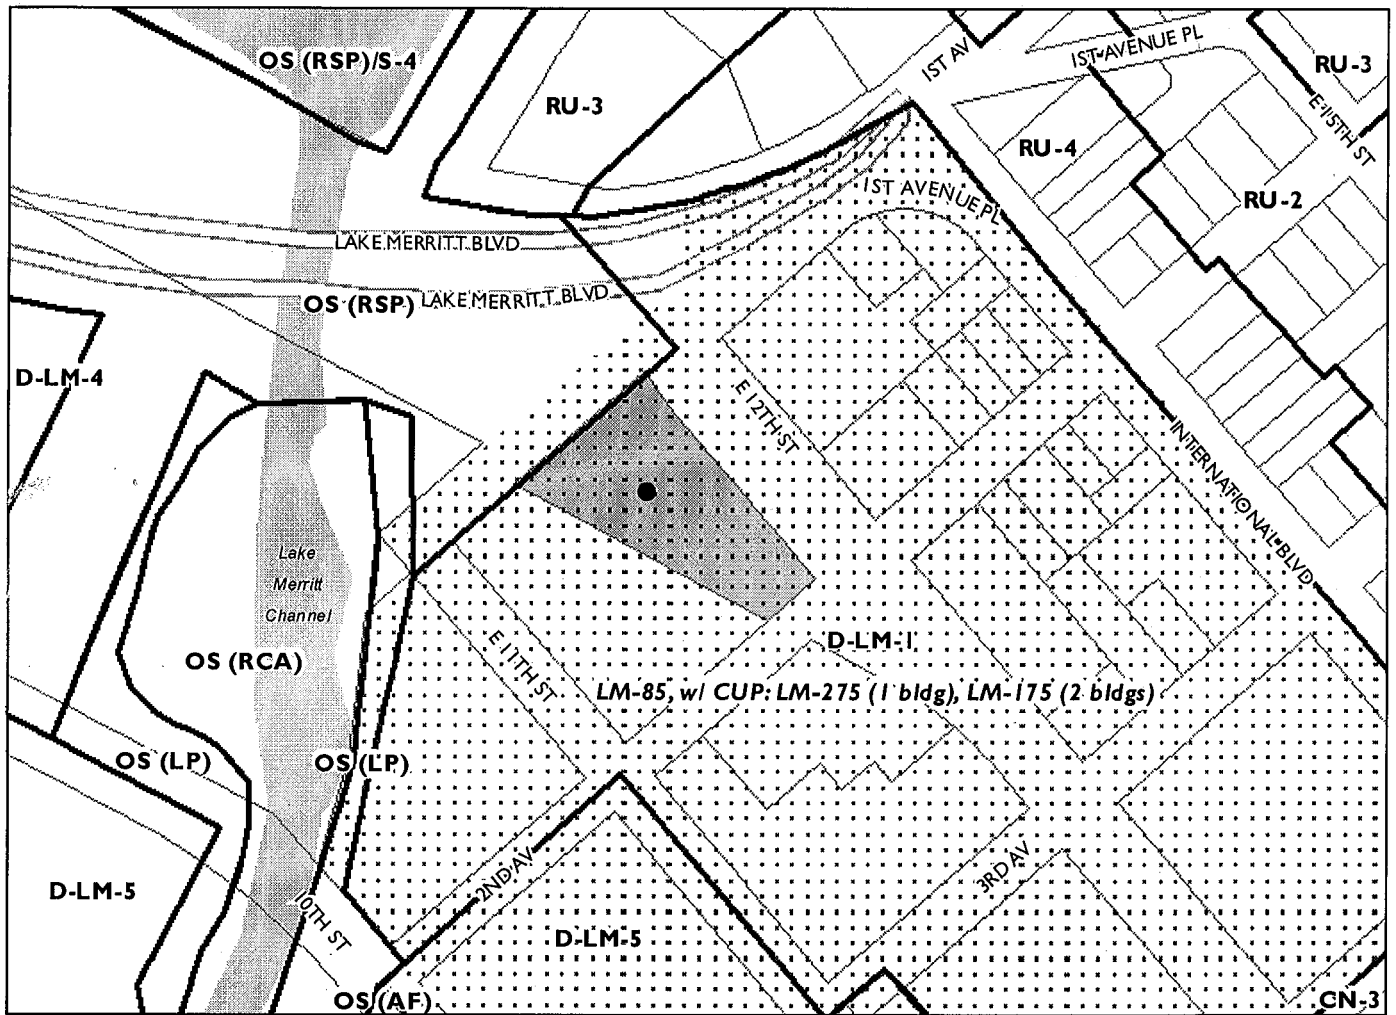 OS (RSP)/S-4
RU-3
1ST AV
1ST AVENUE PL
RU-3
E 15TH ST
RU-4
RU-2
1ST AVENUE PL
LAKE MERRITT BLVD
OS (RSP)
LAKE MERRITT BLVD
D-LM-4
E 12TH ST
INTERNATIONAL BLVD
Lake
Merritt
Channel
OS (RCA)
E 11TH ST
D-LM-1
LM-85, w/ CUP: LM-275 (1 bldg), LM-175 (2 bldgs)
OS (LP)
OS (LP)
D-LM-5
10TH ST
2ND AV
3RD AV
D-LM-5
OS (AF)
CN-3